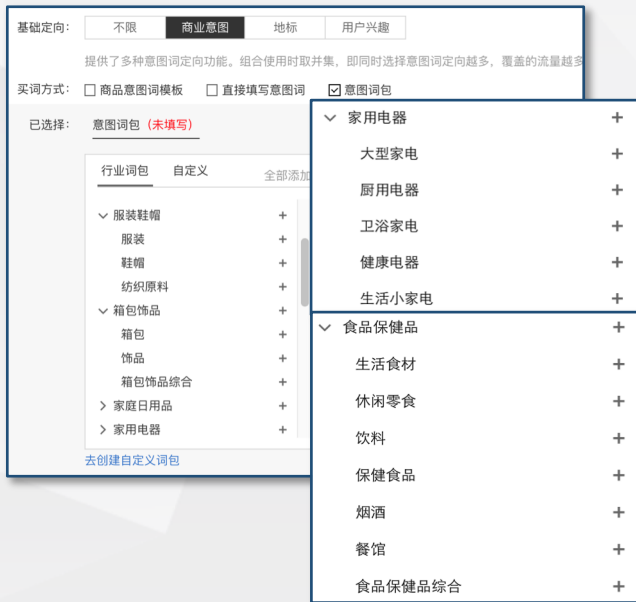 基础定向： 不限 商业意图 地标 用户兴趣
提供了多种意图词定向功能。组合使用时取并集，即同时选择意图词定向越多，覆盖的流量越多
买词方式： 商品意图词模板 直接填写意图词 意图词包
已选择： 意图词包（未填写）
行业词包 自定义 全部添加
服装鞋帽 +
服装 +
鞋帽 +
纺织原料 +
箱包饰品 +
箱包 +
饰品 +
箱包饰品综合 +
家庭日用品 +
家用电器 +
去创建自定义词包
家用电器 +
大型家电 +
厨用电器 +
卫浴家电 +
健康电器 +
生活小家电 +
食品保健品 +
生活食材 +
休闲零食 +
饮料 +
保健食品 +
烟酒 +
餐馆 +
食品保健品综合 +